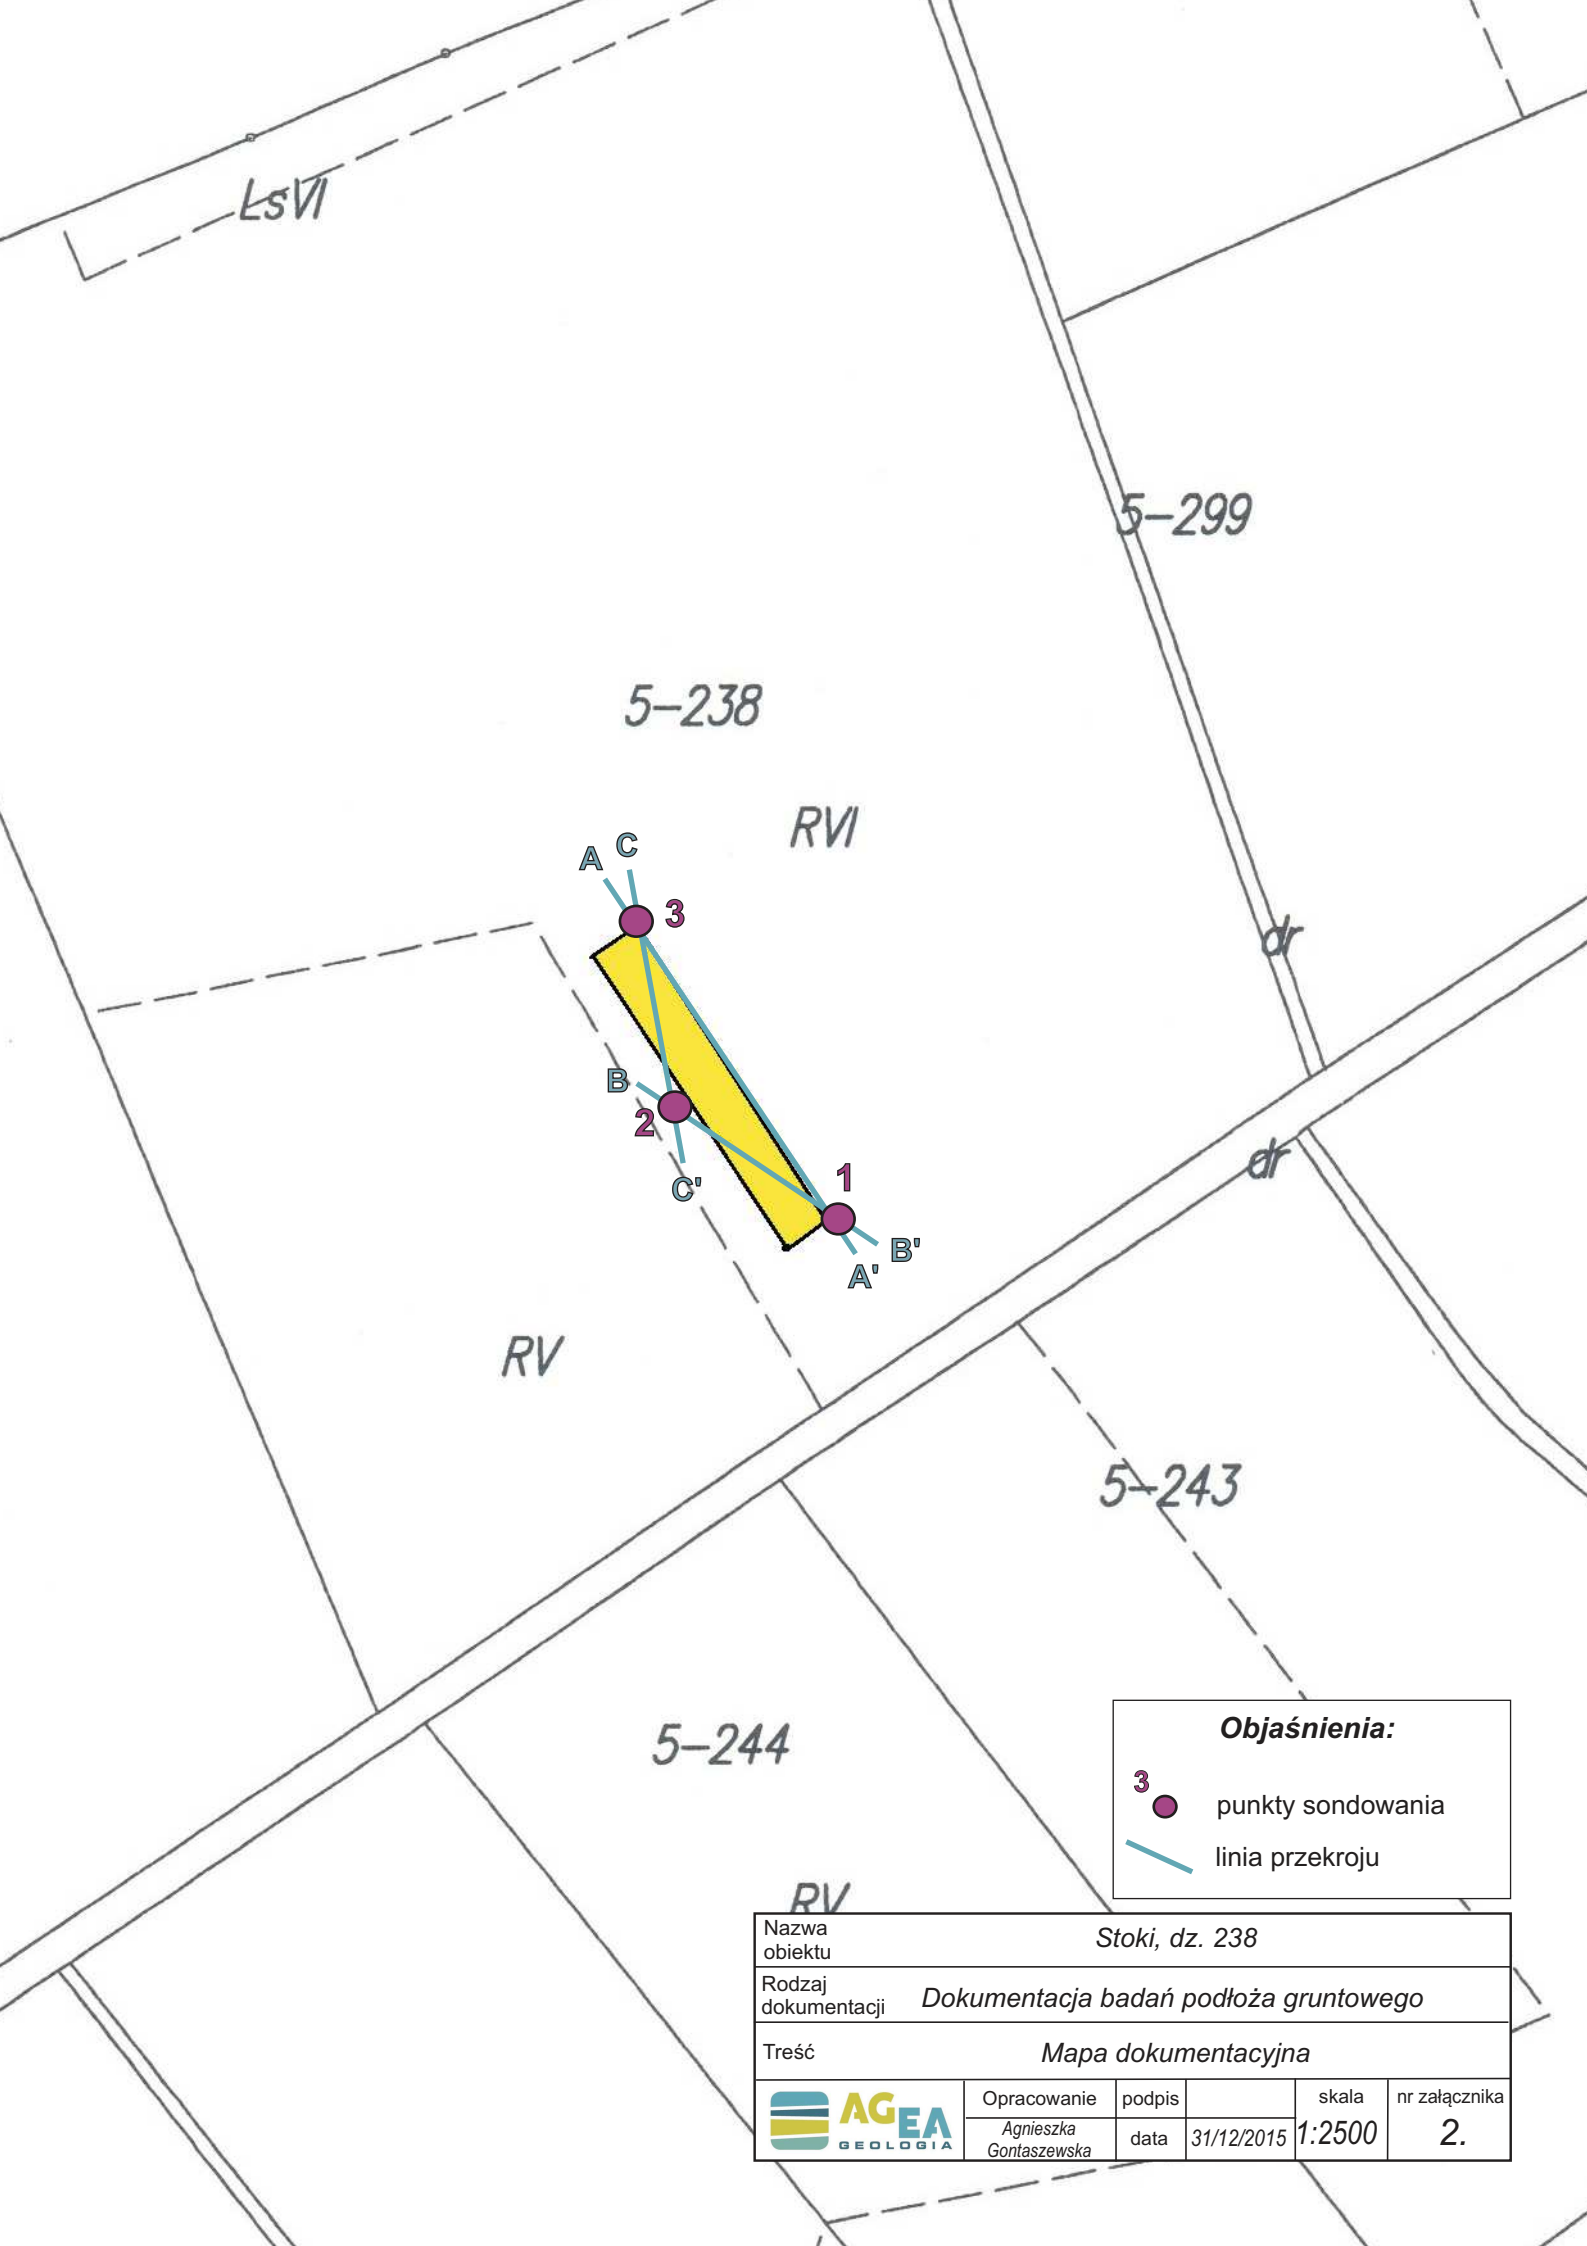 ŁsVI
5-299
5-238
RVI
A
C
3
dr
B
2
C'
1
dr
B'
A'
RV
5-243
5-244
RV
Objaśnienia:
3
punkty sondowania
linia przekroju
Nazwa
obiektu
Stoki, dz. 238
Rodzaj
dokumentacji
Dokumentacja badań podłoża gruntowego
Treść
Mapa dokumentacyjna
AGEA
GEOLOGIA
Opracowanie
Agnieszka
Gontaszewska
podpis
data
31/12/2015
skala
1:2500
nr załącznika
2.